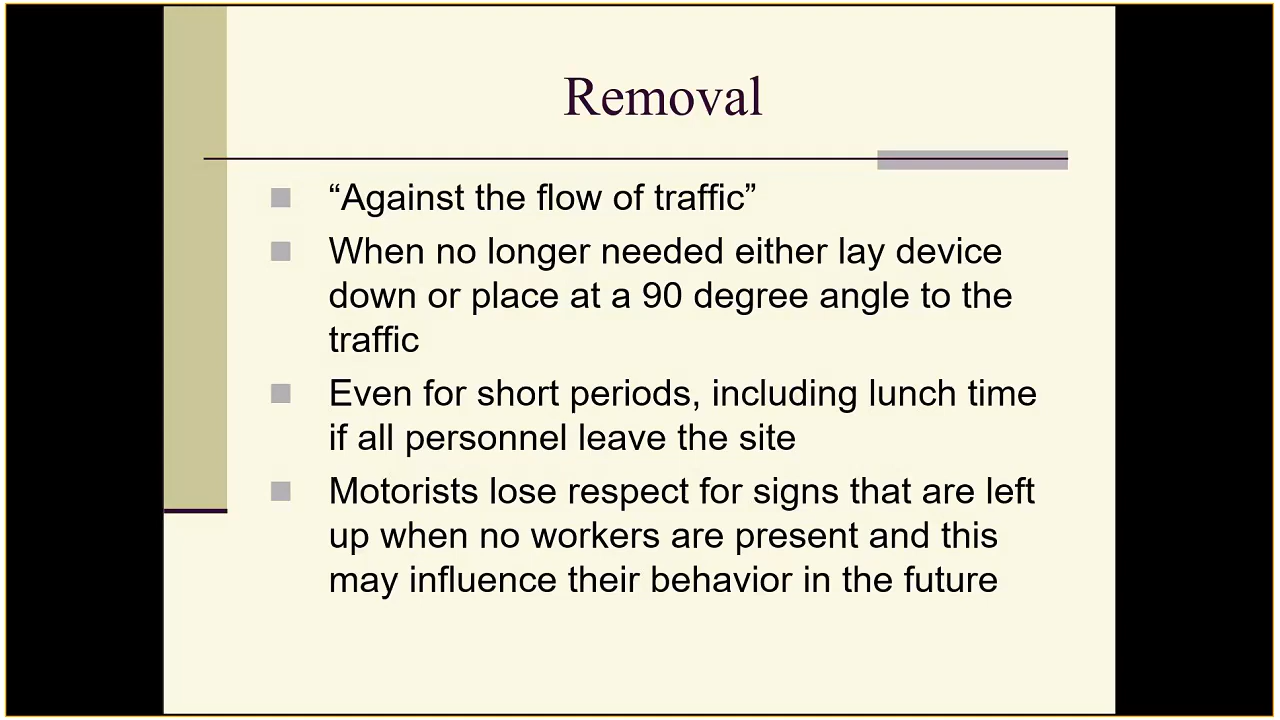 Removal
“Against the flow of traffic”
When no longer needed either lay device
down or place at a 90 degree angle to the
traffic
Even for short periods, including lunch time
if all personnel leave the site
Motorists lose respect for signs that are left
up when no workers are present and this
may influence their behavior in the future